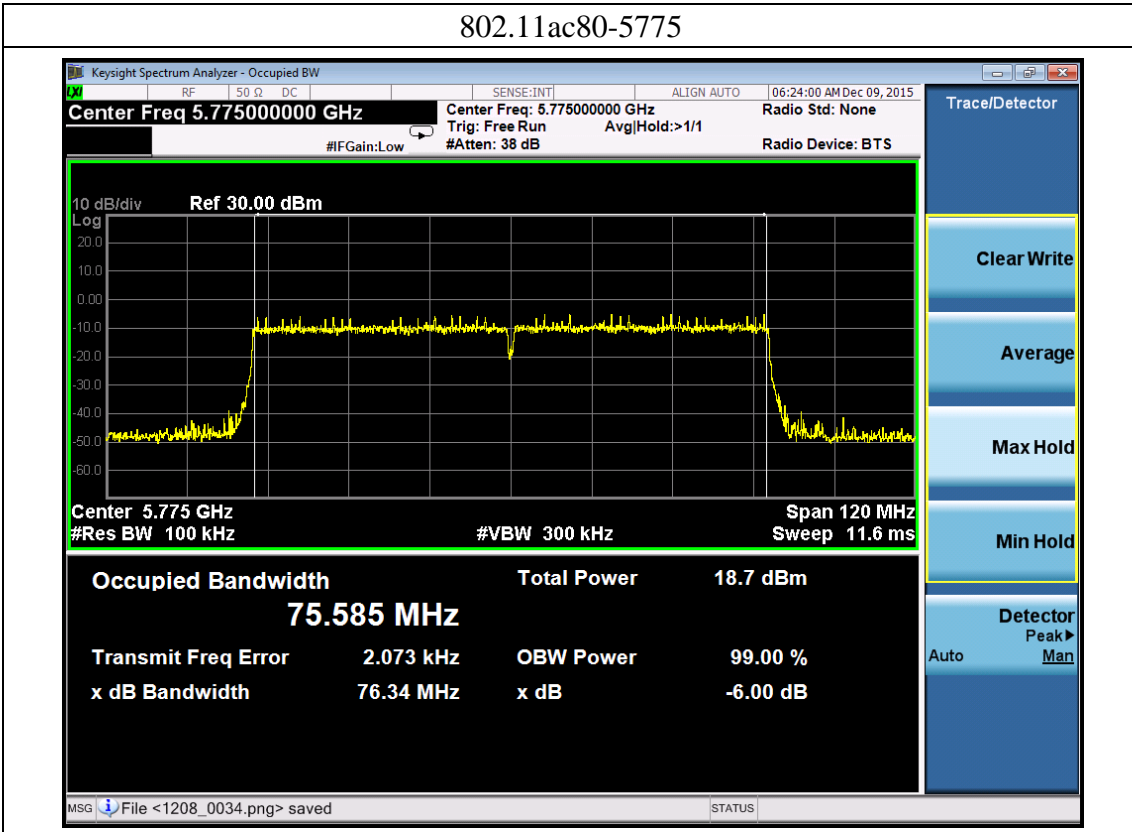 802.11ac80-5775
Keysight Spectrum Analyzer - Occupied BW
LXI RF 50 Ω DC SENSE:INT ALIGN AUTO 06:24:00 AM Dec 09, 2015
Center Freq 5.775000000 GHz
Center Freq: 5.775000000 GHz Radio Std: None
Trig: Free Run Avg|Hold:>1/1
#IFGain:Low #Atten: 38 dB Radio Device: BTS
Trace/Detector
10 dB/div Ref 30.00 dBm
Log
20.0
10.0
0.00
-10.0
-20.0
-30.0
-40.0
-50.0
-60.0
Center 5.775 GHz Span 120 MHz
#Res BW 100 kHz #VBW 300 kHz Sweep 11.6 ms
Occupied Bandwidth Total Power 18.7 dBm
75.585 MHz
Transmit Freq Error 2.073 kHz OBW Power 99.00 %
x dB Bandwidth 76.34 MHz x dB -6.00 dB
Clear Write
Average
Max Hold
Min Hold
Detector
Peak▶
Auto Man
MSG File <1208_0034.png> saved STATUS